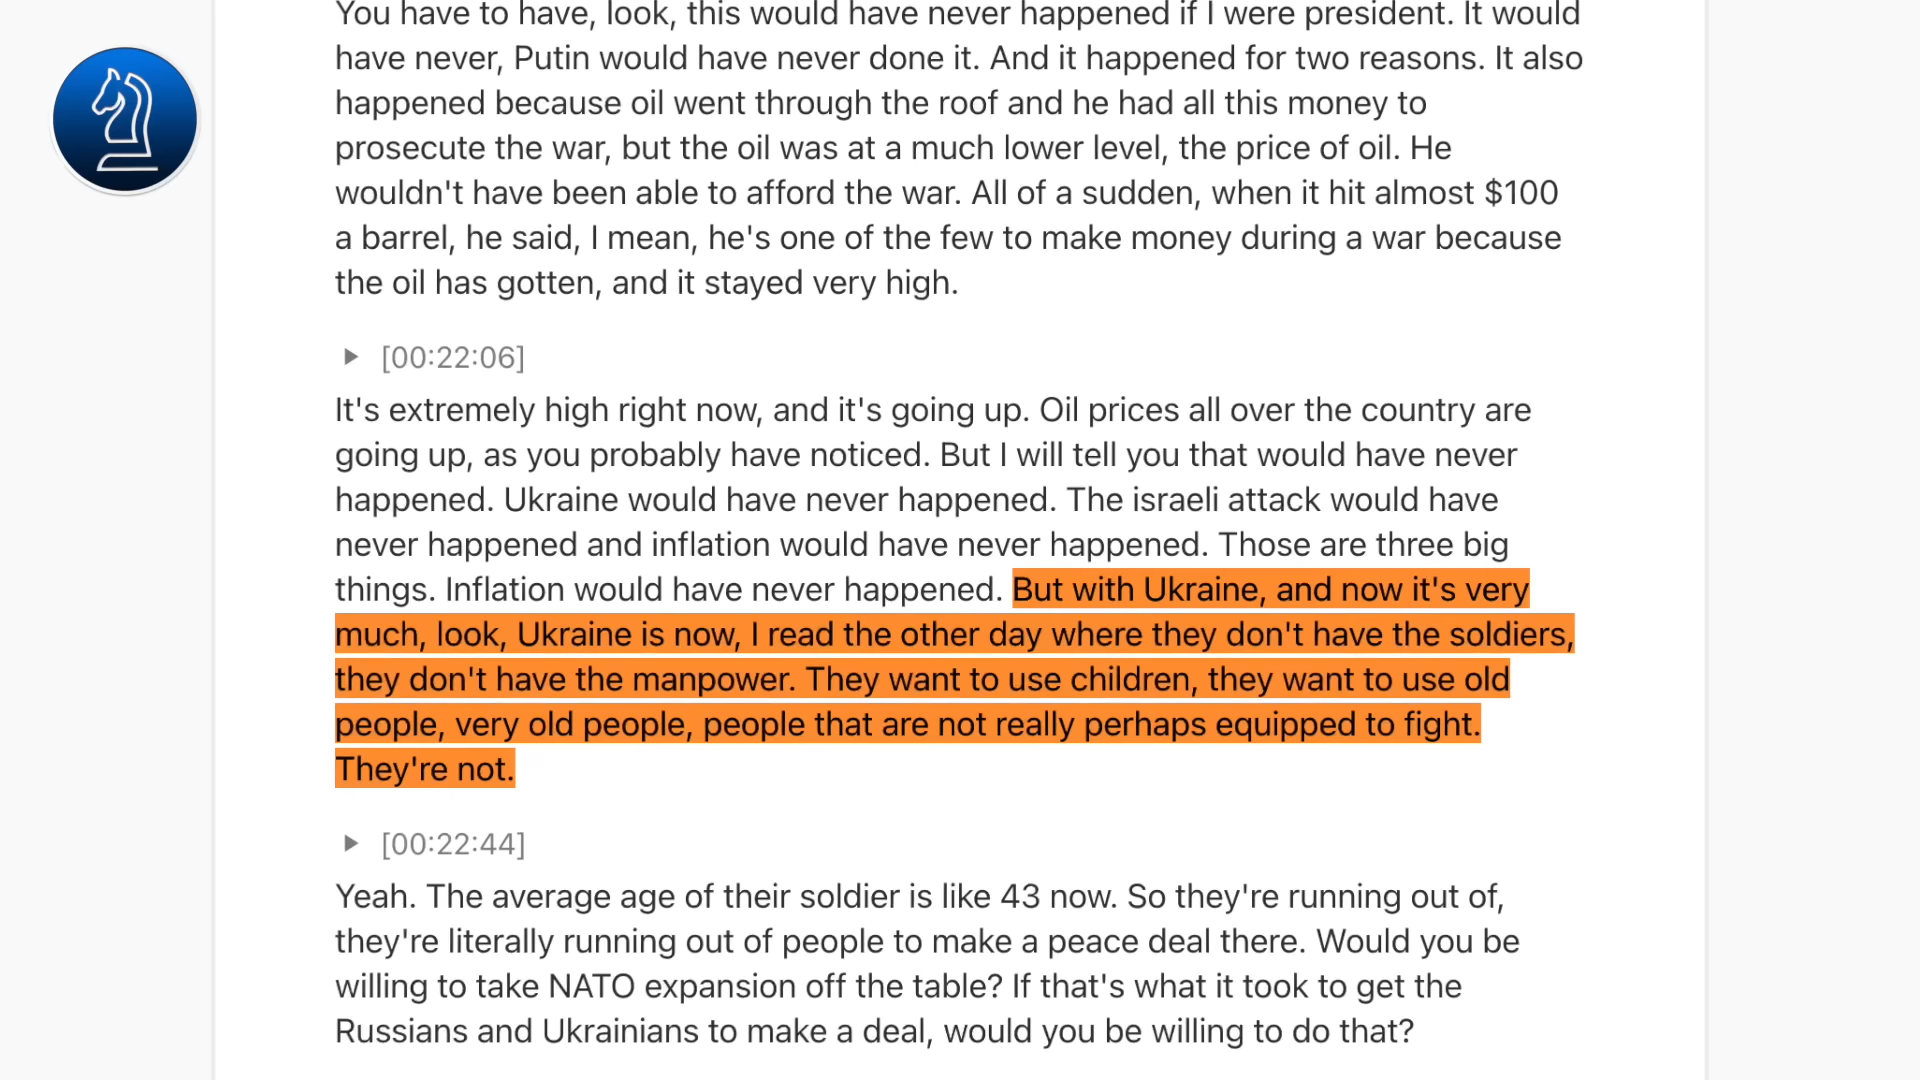 You have to have, look, this would have never happened if I were president. It would
have never, Putin would have never done it. And it happened for two reasons. It also
happened because oil went through the roof and he had all this money to
prosecute the war, but the oil was at a much lower level, the price of oil. He
wouldn't have been able to afford the war. All of a sudden, when it hit almost $100
a barrel, he said, I mean, he's one of the few to make money during a war because
the oil has gotten, and it stayed very high.
[00:22:06]
It's extremely high right now, and it's going up. Oil prices all over the country are
going up, as you probably have noticed. But I will tell you that would have never
happened. Ukraine would have never happened. The israeli attack would have
never happened and inflation would have never happened. Those are three big
things. Inflation would have never happened. But with Ukraine, and now it's very
much, look, Ukraine is now, I read the other day where they don't have the soldiers,
they don't have the manpower. They want to use children, they want to use old
people, very old people, people that are not really perhaps equipped to fight.
They're not.
[00:22:44]
Yeah. The average age of their soldier is like 43 now. So they're running out of,
they're literally running out of people to make a peace deal there. Would you be
willing to take NATO expansion off the table? If that's what it took to get the
Russians and Ukrainians to make a deal, would you be willing to do that?